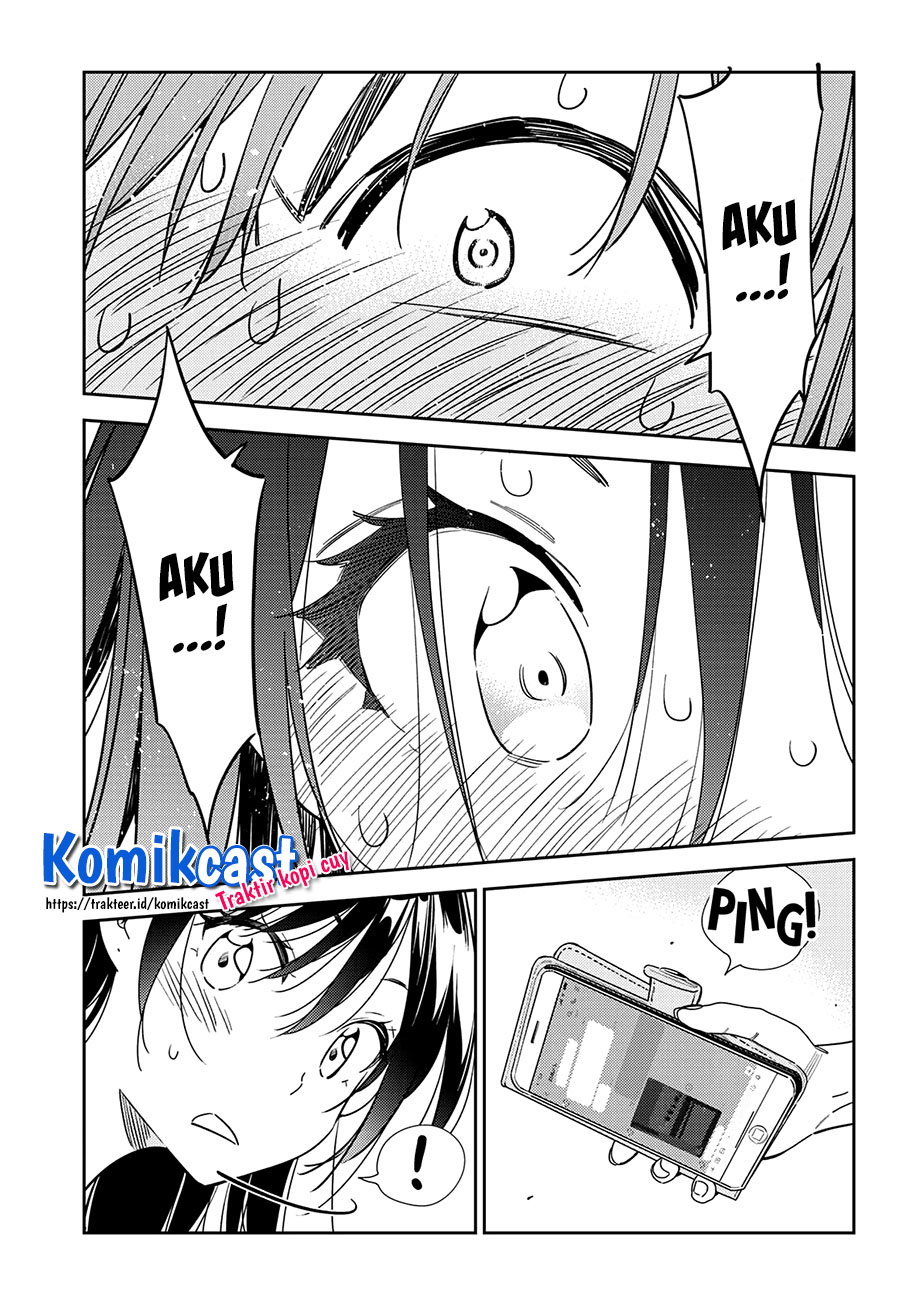 AKU
....!
AKU
....!
Komikcast
Traktir kopi cuy
https://trakteer.id/komikcast
PING!
!